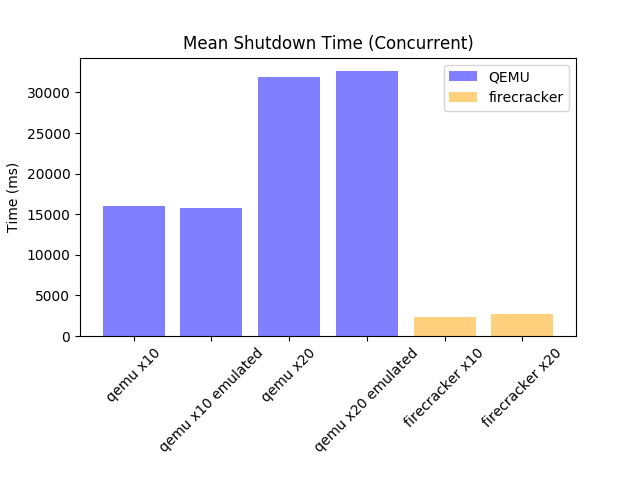 Mean Shutdown Time (Concurrent)
QEMU
firecracker
Time (ms)
30000
25000
20000
15000
10000
5000
0
qemu x10
qemu x10 emulated
qemu x20
qemu x20 emulated
firecracker x10
firecracker x20